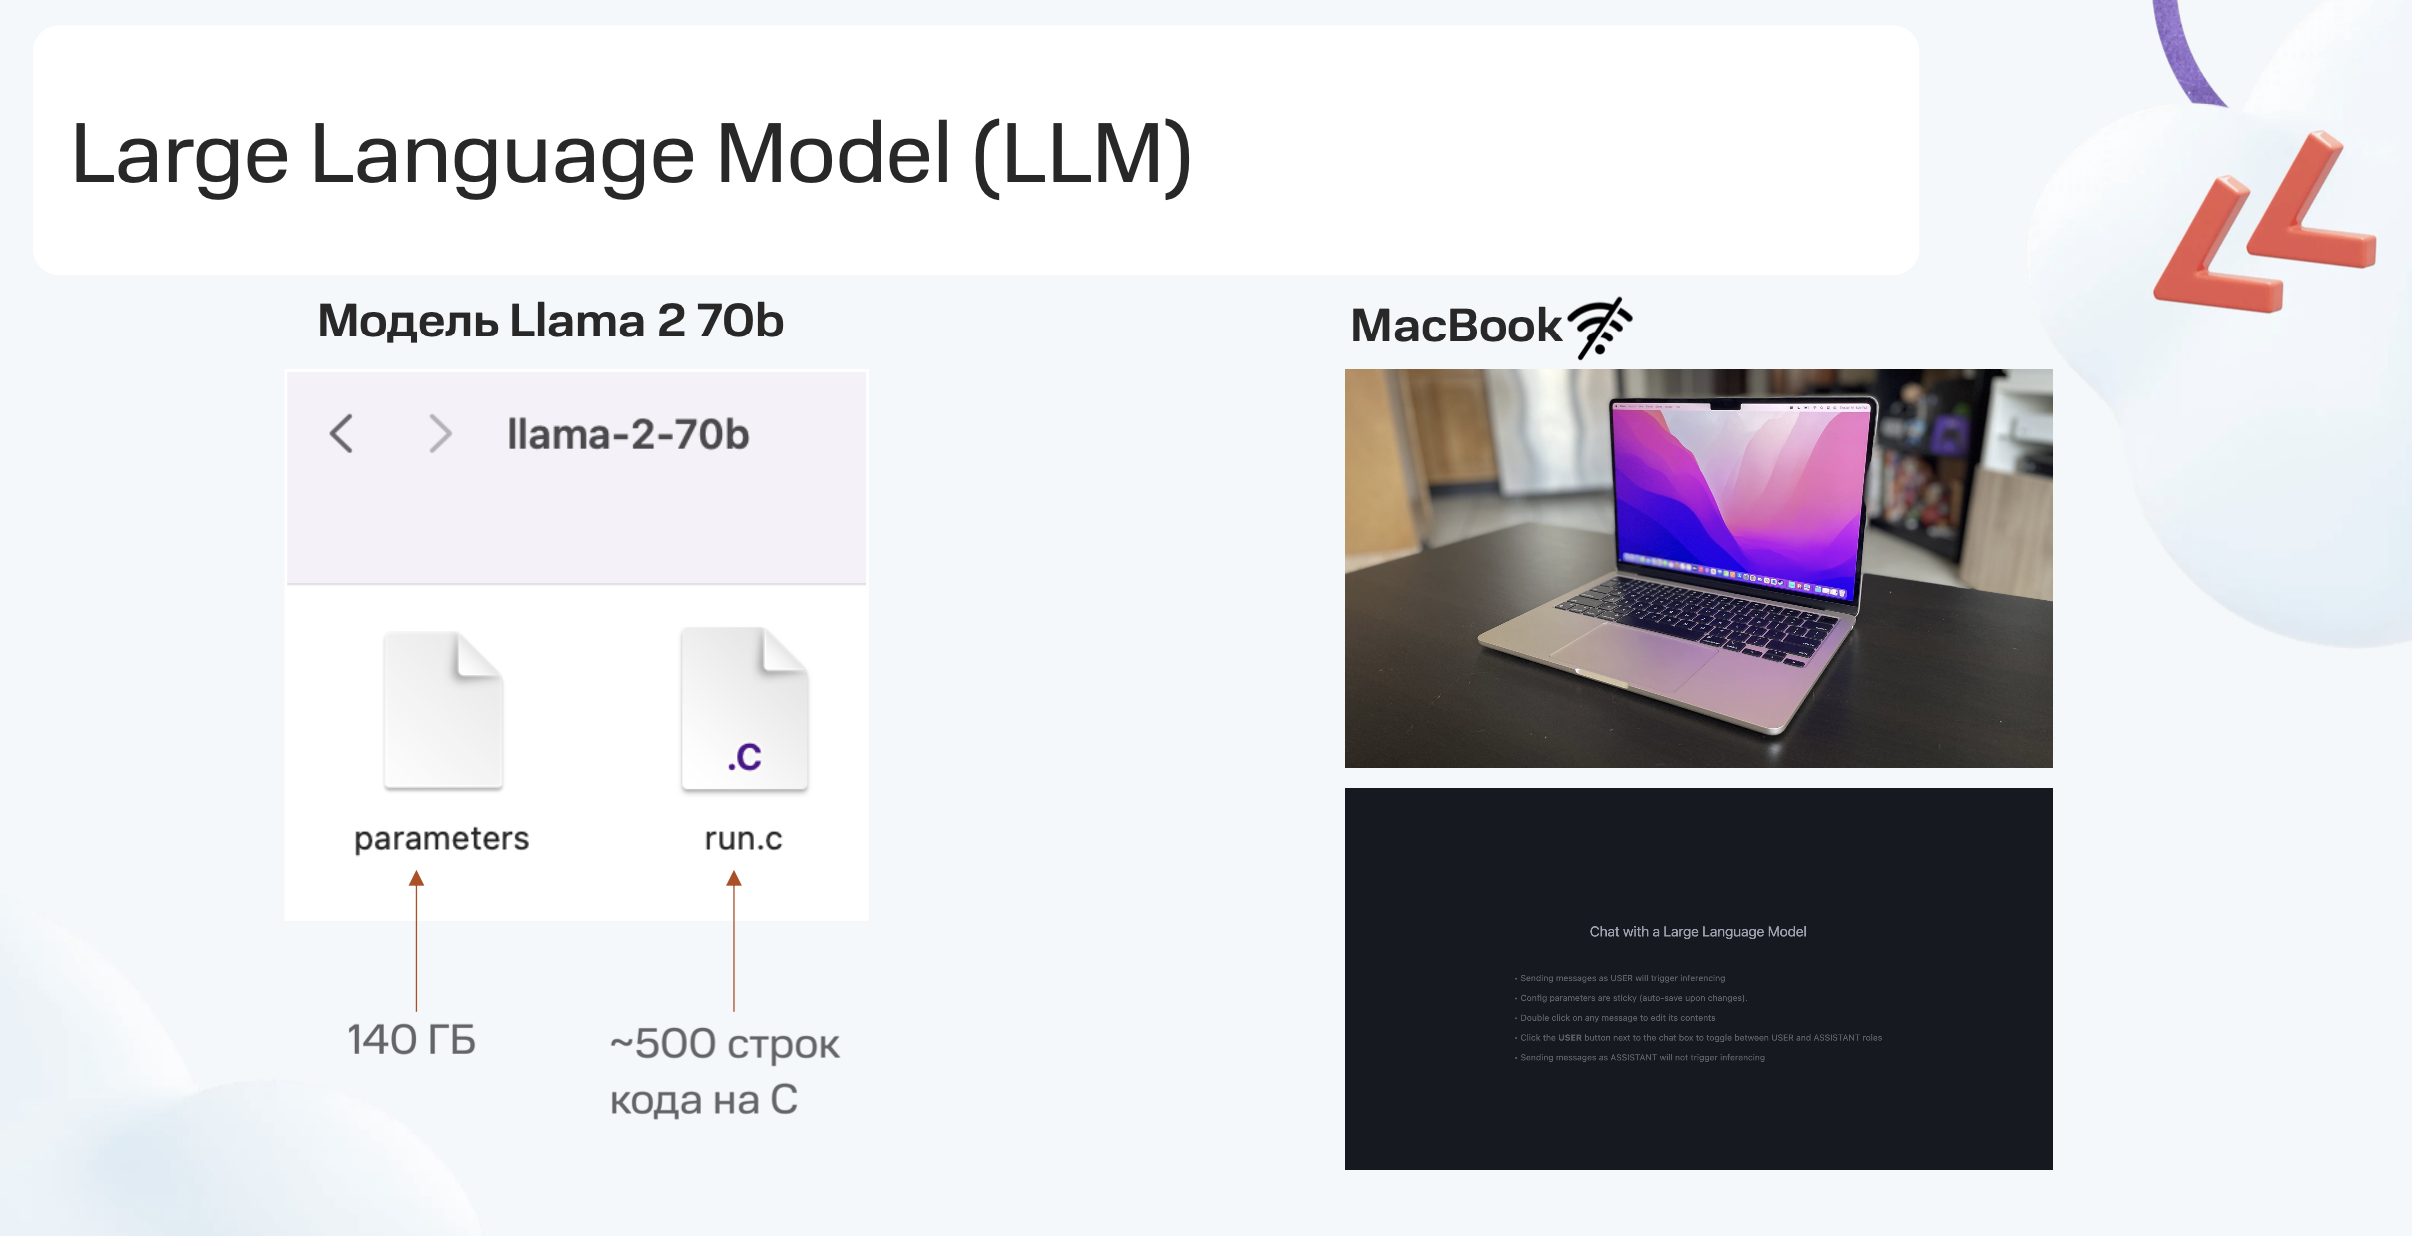 Large Language Model (LLM)
Модель Llama 2 70b
llama-2-70b
.C
parameters
run.c
140 ГБ
~500 строк
кода на C
MacBook
Chat with a Large Language Model
• Sending messages as USER will trigger inferencing
• Config parameters are sticky (auto-save upon changes).
• Double click on any message to edit its contents
• Click the USER button next to the chat box to toggle between USER and ASSISTANT roles
• Sending messages as ASSISTANT will not trigger inferencing